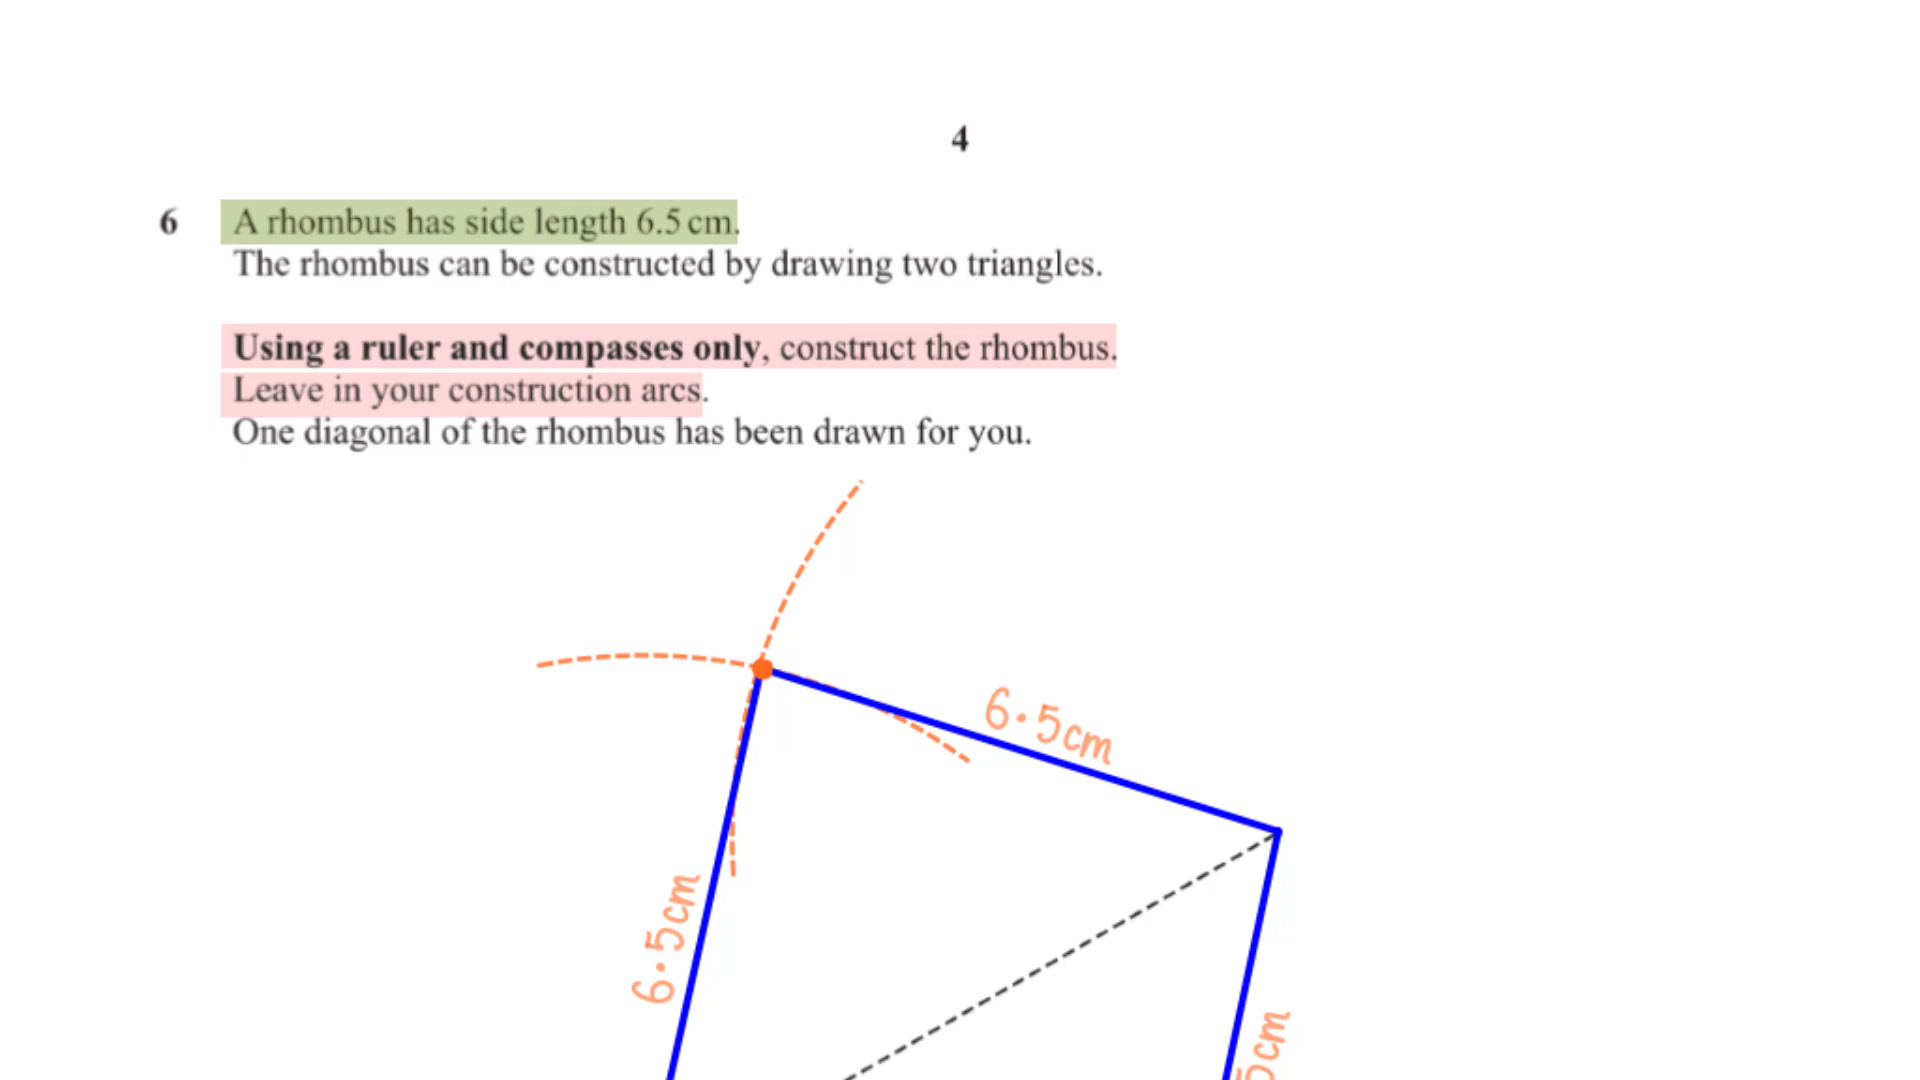 4
6 A rhombus has side length 6.5 cm.
The rhombus can be constructed by drawing two triangles.
Using a ruler and compasses only, construct the rhombus.
Leave in your construction arcs.
One diagonal of the rhombus has been drawn for you.
6.5cm
6.5cm
5cm